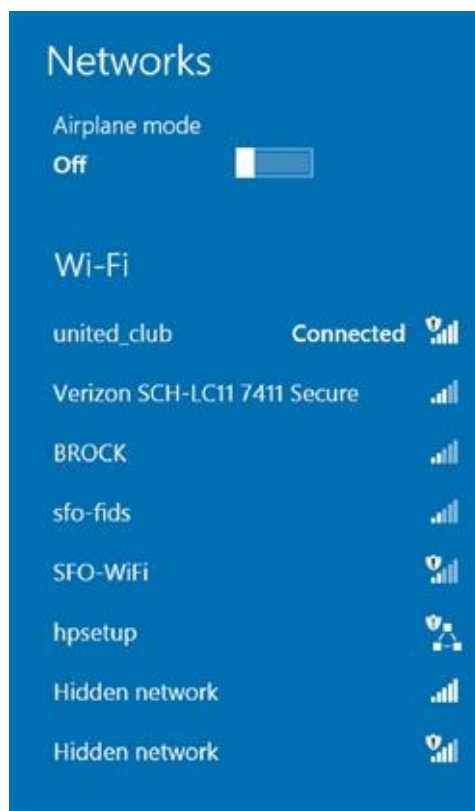 Networks
Airplane mode
Off
Wi-Fi
united_club Connected
Verizon SCH-LC11 7411 Secure
BROCK
sfo-fids
SFO-WiFi
hpsetup
Hidden network
Hidden network